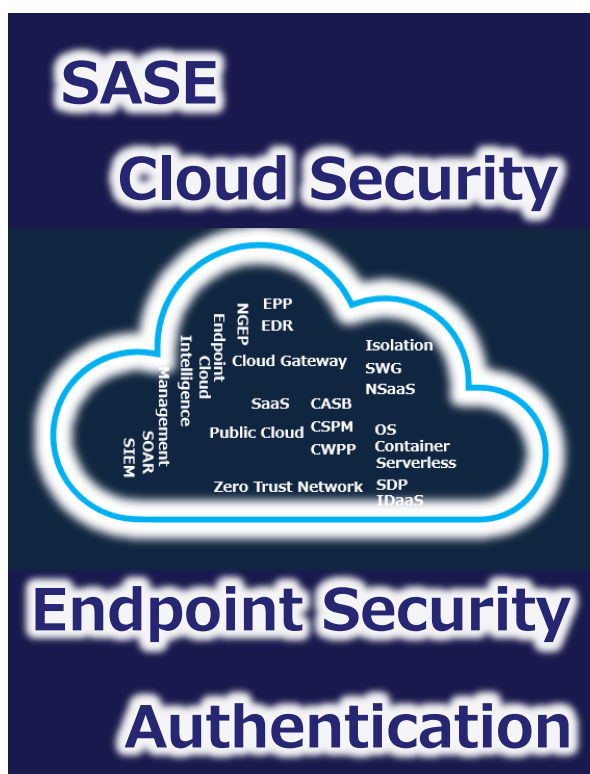 SASE
Cloud Security
EPP
NGEP
EDR
Endpoint
Cloud
Intelligence
Management
SOAR
SIEM
Cloud Gateway
Isolation
SWG
NSaaS
SaaS CASB
Public Cloud CSPM
CWPP
OS
Container
Serverless
Zero Trust Network SDP
IDaaS
Endpoint Security
Authentication